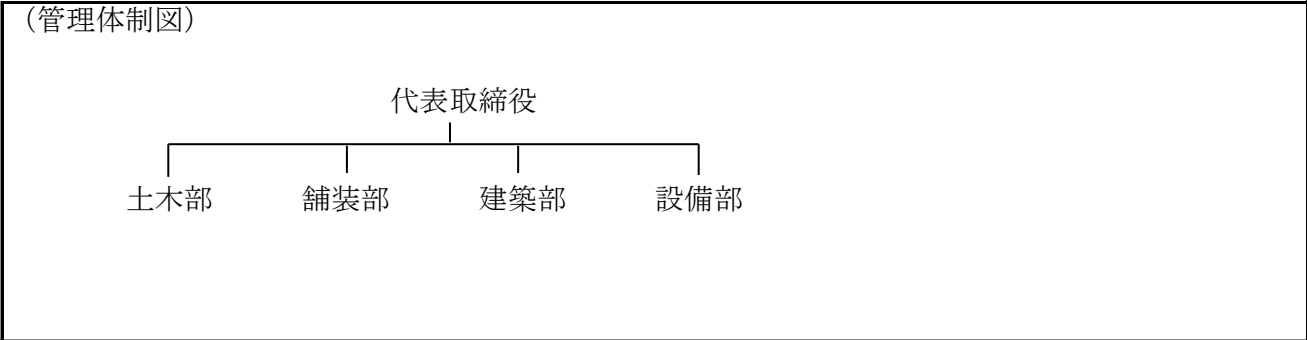 （管理体制図）
代表取締役
土木部　舗装部　建築部　設備部